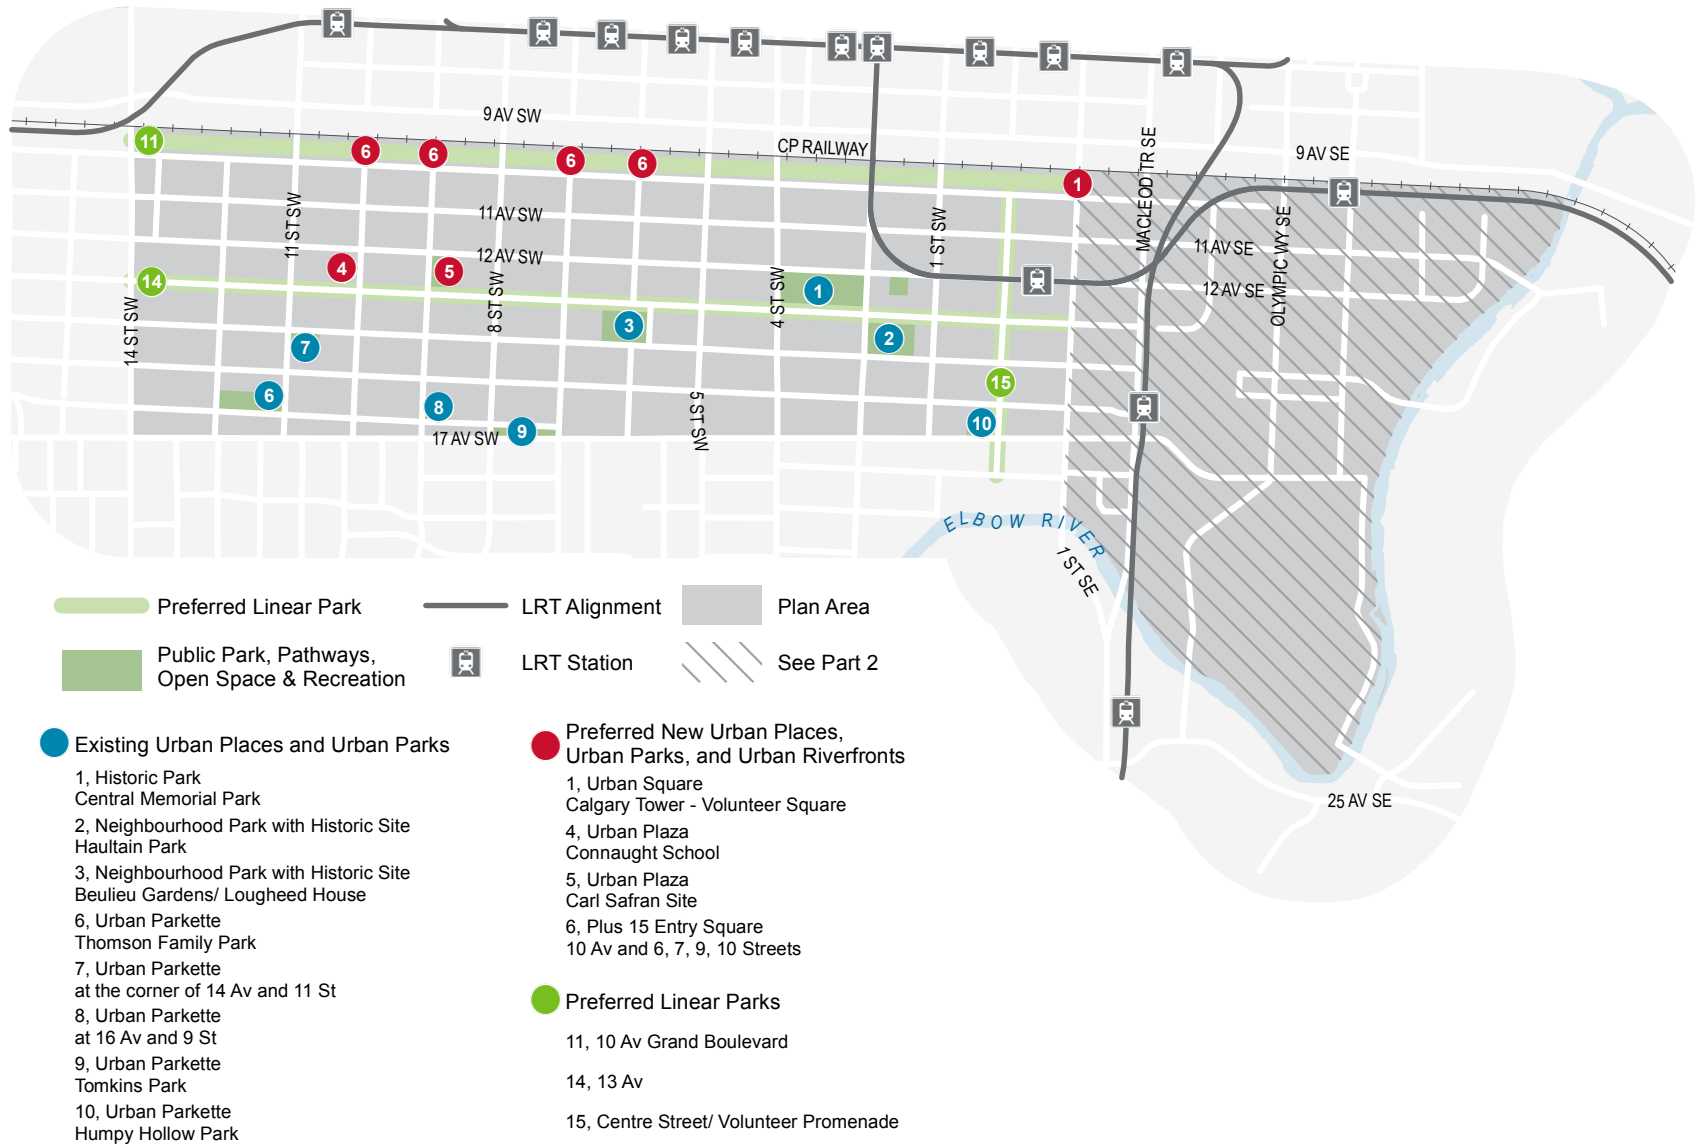 9 AV SW
CP RAILWAY
MACLEOD TR SE
9 AV SE
11
6
6
6
6
1
11 ST SW
11 AV SW
12 AV SW
1 ST SW
11 AV SE
12 AV SE
OLYMPIC WY SE
14
4
5
8 ST SW
4 ST SW
1
14 ST SW
3
2
7
15
6
8
9
5 ST SW
10
17 AV SW
ELBOW RIVER
1 ST SE
25 AV SE
Preferred Linear Park
LRT Alignment
Plan Area
Public Park, Pathways,
Open Space & Recreation
LRT Station
See Part 2
Existing Urban Places and Urban Parks
1, Historic Park
Central Memorial Park
2, Neighbourhood Park with Historic Site
Haultain Park
3, Neighbourhood Park with Historic Site
Beulieu Gardens/ Lougheed House
6, Urban Parkette
Thomson Family Park
7, Urban Parkette
at the corner of 14 Av and 11 St
8, Urban Parkette
at 16 Av and 9 St
9, Urban Parkette
Tomkins Park
10, Urban Parkette
Humpy Hollow Park
Preferred New Urban Places,
Urban Parks, and Urban Riverfronts
1, Urban Square
Calgary Tower - Volunteer Square
4, Urban Plaza
Connaught School
5, Urban Plaza
Carl Safran Site
6, Plus 15 Entry Square
10 Av and 6, 7, 9, 10 Streets
Preferred Linear Parks
11, 10 Av Grand Boulevard
14, 13 Av
15, Centre Street/ Volunteer Promenade